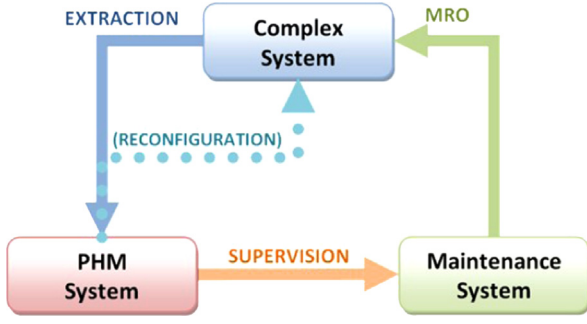 EXTRACTION
Complex
System
MRO
(RECONFIGURATION)
PHM
System
SUPERVISION
Maintenance
System